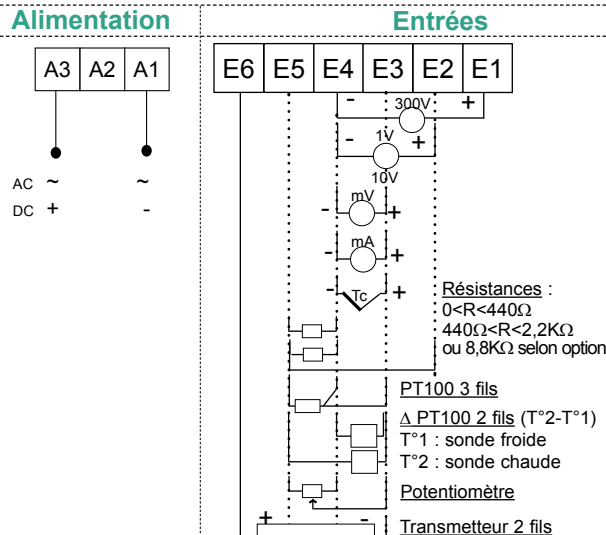 Alimentation
Entrées
A3 A2 A1
E6 E5 E4 E3 E2 E1
- 300V +
- 1V +
10V
AC ~ ~
DC + -
mV
- +
mA
- +
- Tc +
Résistances :
0<R<440Ω
440Ω<R<2,2KΩ
ou 8,8KΩ selon option
PT100 3 fils
Δ PT100 2 fils (T°2-T°1)
T°1 : sonde froide
T°2 : sonde chaude
Potentiomètre
+ -
Transmetteur 2 fils